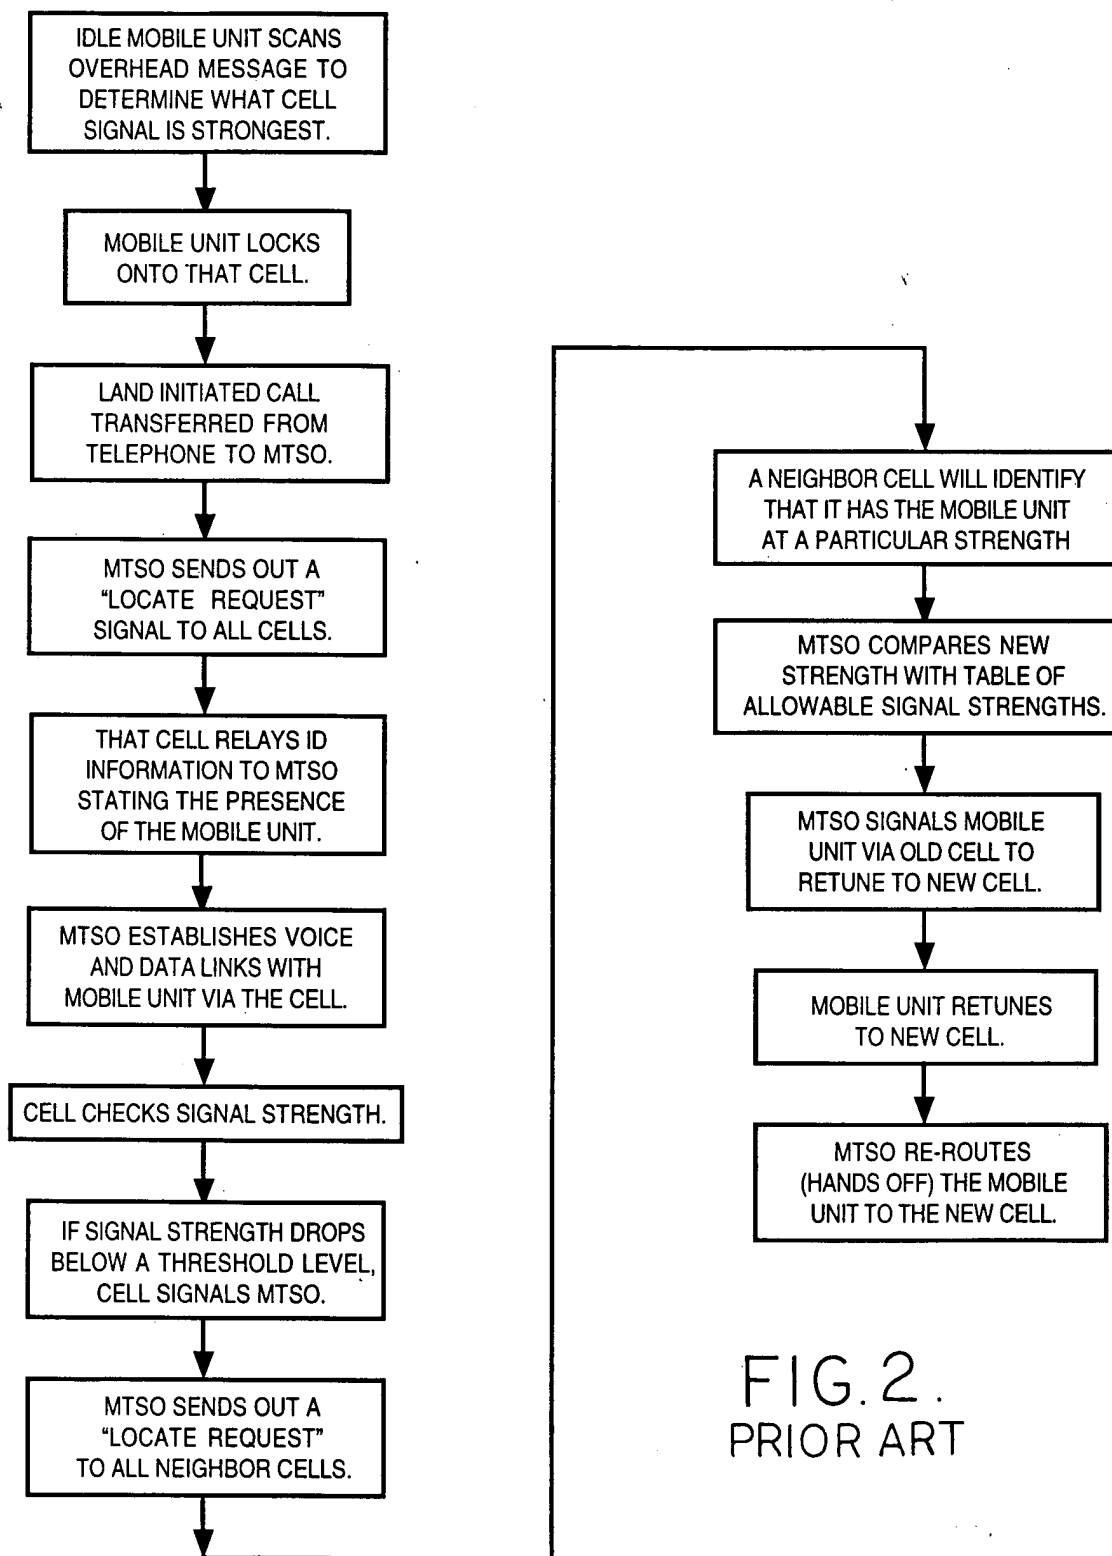 IDLE MOBILE UNIT SCANS
OVERHEAD MESSAGE TO
DETERMINE WHAT CELL
SIGNAL IS STRONGEST.
MOBILE UNIT LOCKS
ONTO THAT CELL.
LAND INITIATED CALL
TRANSFERRED FROM
TELEPHONE TO MTSO.
MTSO SENDS OUT A
"LOCATE REQUEST"
SIGNAL TO ALL CELLS.
THAT CELL RELAYS ID
INFORMATION TO MTSO
STATING THE PRESENCE
OF THE MOBILE UNIT.
MTSO ESTABLISHES VOICE
AND DATA LINKS WITH
MOBILE UNIT VIA THE CELL.
CELL CHECKS SIGNAL STRENGTH.
IF SIGNAL STRENGTH DROPS
BELOW A THRESHOLD LEVEL,
CELL SIGNALS MTSO.
MTSO SENDS OUT A
"LOCATE REQUEST"
TO ALL NEIGHBOR CELLS.
A NEIGHBOR CELL WILL IDENTIFY
THAT IT HAS THE MOBILE UNIT
AT A PARTICULAR STRENGTH
MTSO COMPARES NEW
STRENGTH WITH TABLE OF
ALLOWABLE SIGNAL STRENGTHS.
MTSO SIGNALS MOBILE
UNIT VIA OLD CELL TO
RETUNE TO NEW CELL.
MOBILE UNIT RETUNES
TO NEW CELL.
MTSO RE-ROUTES
(HANDS OFF) THE MOBILE
UNIT TO THE NEW CELL.
FIG. 2.
PRIOR ART